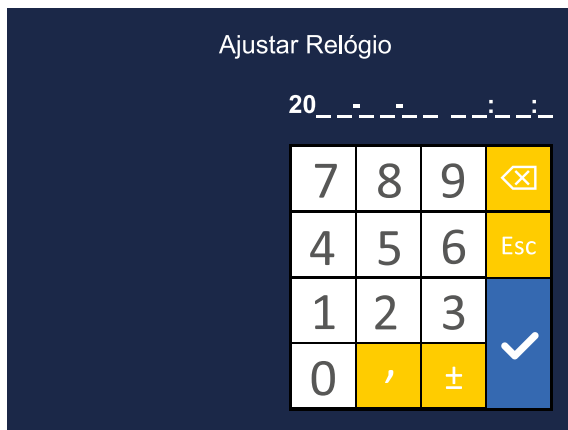 Ajustar Relógio
20_ _-_ _-_ _ _ _:_ _:_
7 8 9
4 5 6 Esc
1 2 3
0 , ±